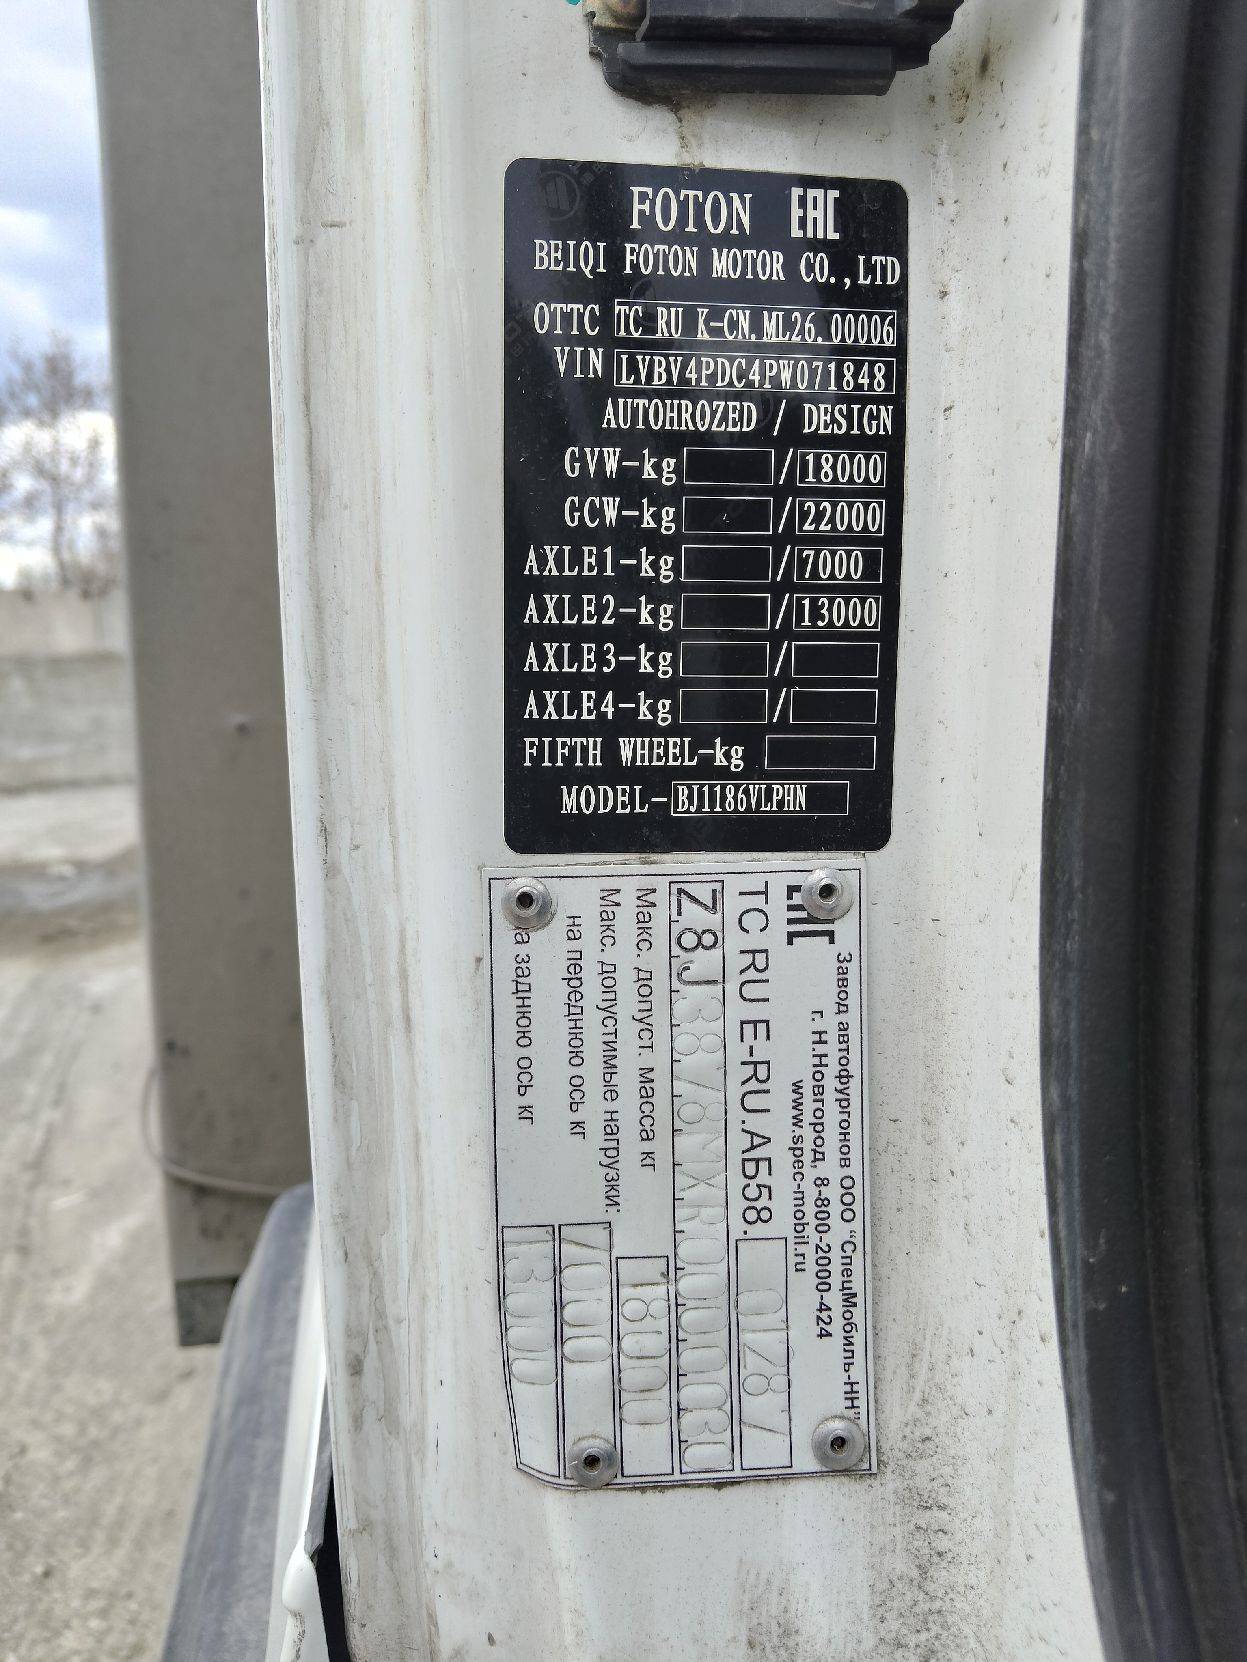 FOTON EAC
BEIQI FOTON MOTOR CO.,LTD
OTTC TC RU K-CN.ML26.00006
VIN LVBV4PDC4PW071848
AUTOHROZED / DESIGN
GVW-kg / 18000
GCW-kg / 22000
AXLE1-kg / 7000
AXLE2-kg / 13000
AXLE3-kg /
AXLE4-kg /
FIFTH WHEEL-kg
MODEL- BJ1186VLPHN
Завод автофургонов ООО "СпецМобиль-НН"
г. Н.Новгород, 8-800-2000-424
www.spec-mobil.ru
EAC
TC RU E-RU.АБ58. 01287
Макс. допуст. масса кг 18000
Макс. допустимые нагрузки:
на переднюю ось кг 7000
на заднюю ось кг 13000